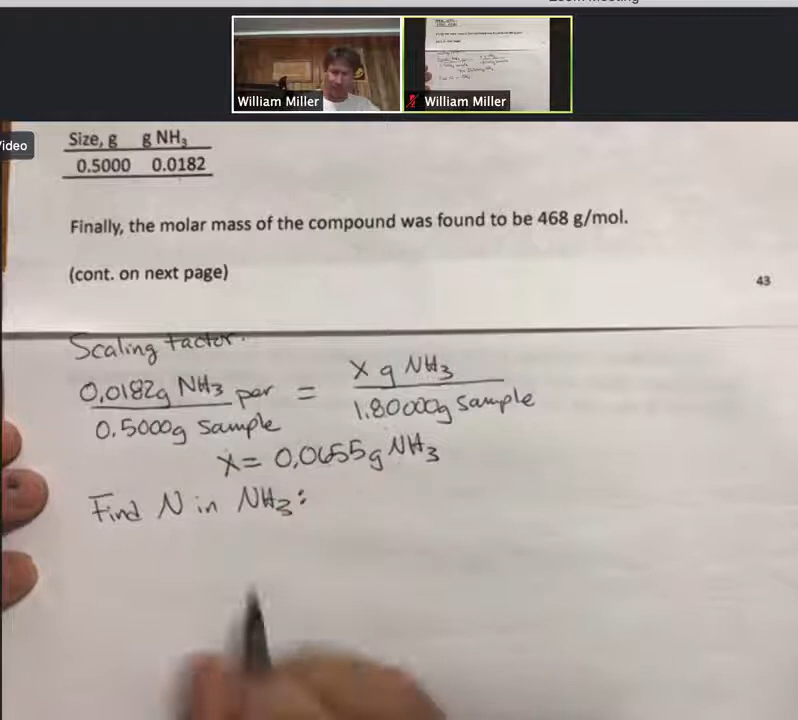 Zoom Meeting
William Miller
William Miller
Video
Size, g g NH3
0.5000 0.0182
Finally, the molar mass of the compound was found to be 468 g/mol.
(cont. on next page)
43
Scaling factor.
0.0182g NH3 per = x g NH3
0.5000g Sample 1.80000g Sample
x = 0.0655g NH3
Find N in NH3: